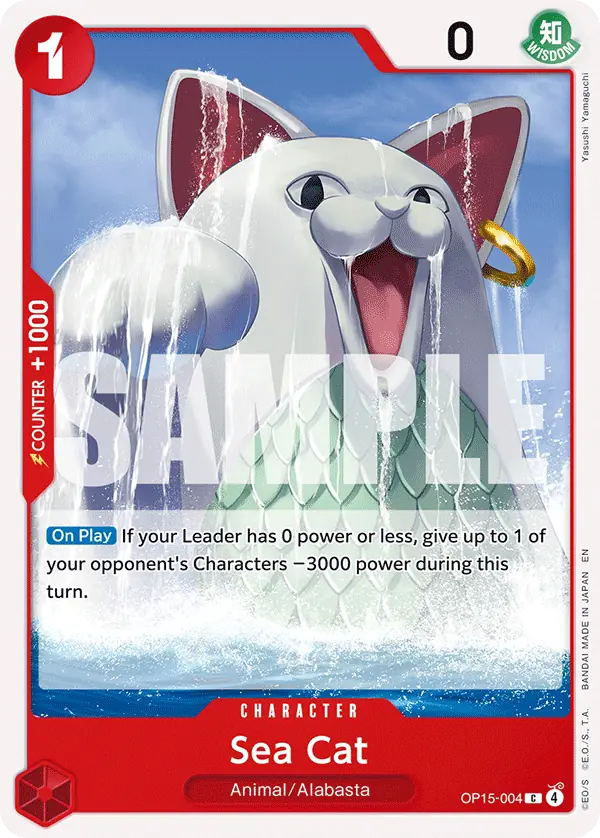 1
0
知
WISDOM
Yasushi Yamaguchi
COUNTER +1000
SAMPLE
On Play If your Leader has 0 power or less, give up to 1 of
your opponent's Characters −3000 power during this
turn.
CHARACTER
Sea Cat
Animal/Alabasta
OP15-004 C 4
©EO/S ©E.O./S., T.A. BANDAI MADE IN JAPAN EN